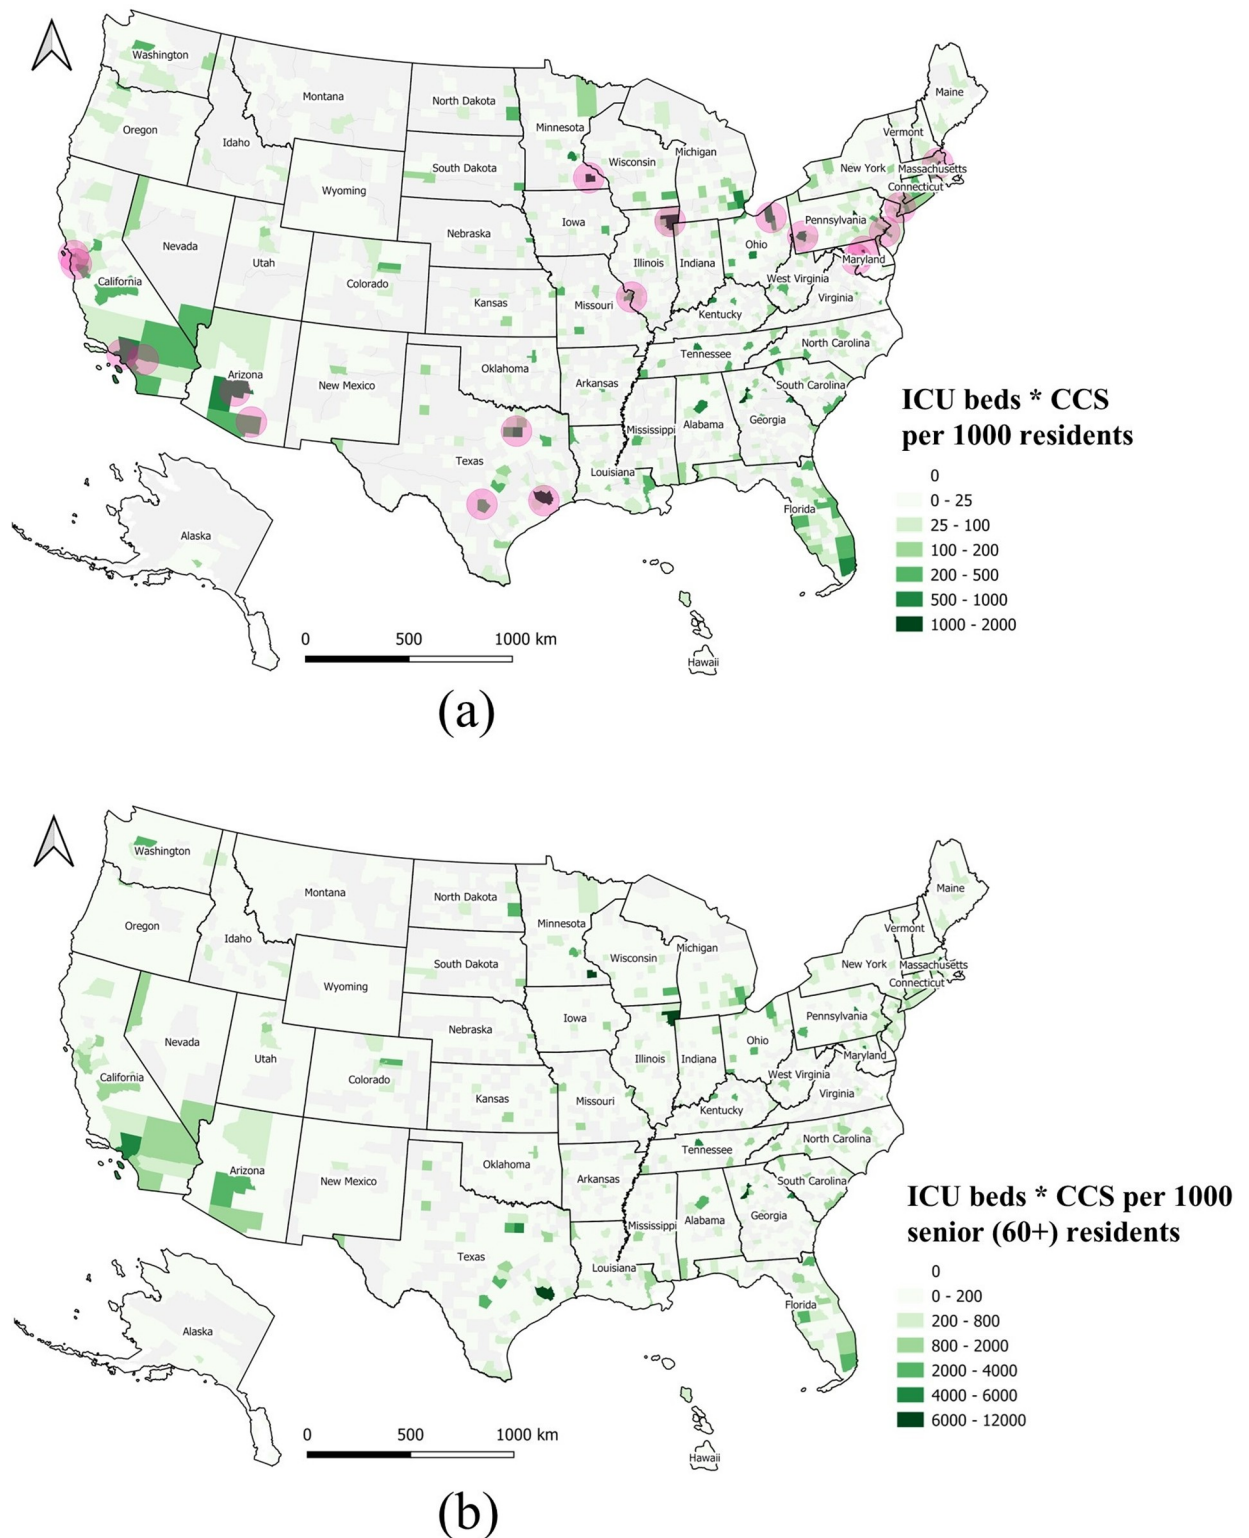 Washington
Montana
North Dakota
Minnesota
Maine
Oregon
Idaho
Wyoming
South Dakota
Wisconsin
Michigan
Vermont
New York
Massachusetts
Connecticut
Nevada
Utah
Nebraska
Iowa
Illinois
Indiana
Ohio
Pennsylvania
Maryland
California
Colorado
Kansas
Missouri
West Virginia
Virginia
Kentucky
Arizona
New Mexico
Oklahoma
Arkansas
Tennessee
North Carolina
South Carolina
Texas
Louisiana
Mississippi
Alabama
Georgia
Florida
Alaska
Hawaii
ICU beds * CCS
per 1000 residents
0
0 - 25
25 - 100
100 - 200
200 - 500
500 - 1000
1000 - 2000
0 500 1000 km
(a)
Washington
Montana
North Dakota
Minnesota
Maine
Oregon
Idaho
Wyoming
South Dakota
Wisconsin
Michigan
Vermont
New York
Massachusetts
Connecticut
Nevada
Utah
Nebraska
Iowa
Illinois
Indiana
Ohio
Pennsylvania
Maryland
California
Colorado
Kansas
Missouri
West Virginia
Virginia
Kentucky
Arizona
New Mexico
Oklahoma
Arkansas
Tennessee
North Carolina
South Carolina
Texas
Louisiana
Mississippi
Alabama
Georgia
Florida
Alaska
Hawaii
ICU beds * CCS per 1000
senior (60+) residents
0
0 - 200
200 - 800
800 - 2000
2000 - 4000
4000 - 6000
6000 - 12000
0 500 1000 km
(b)